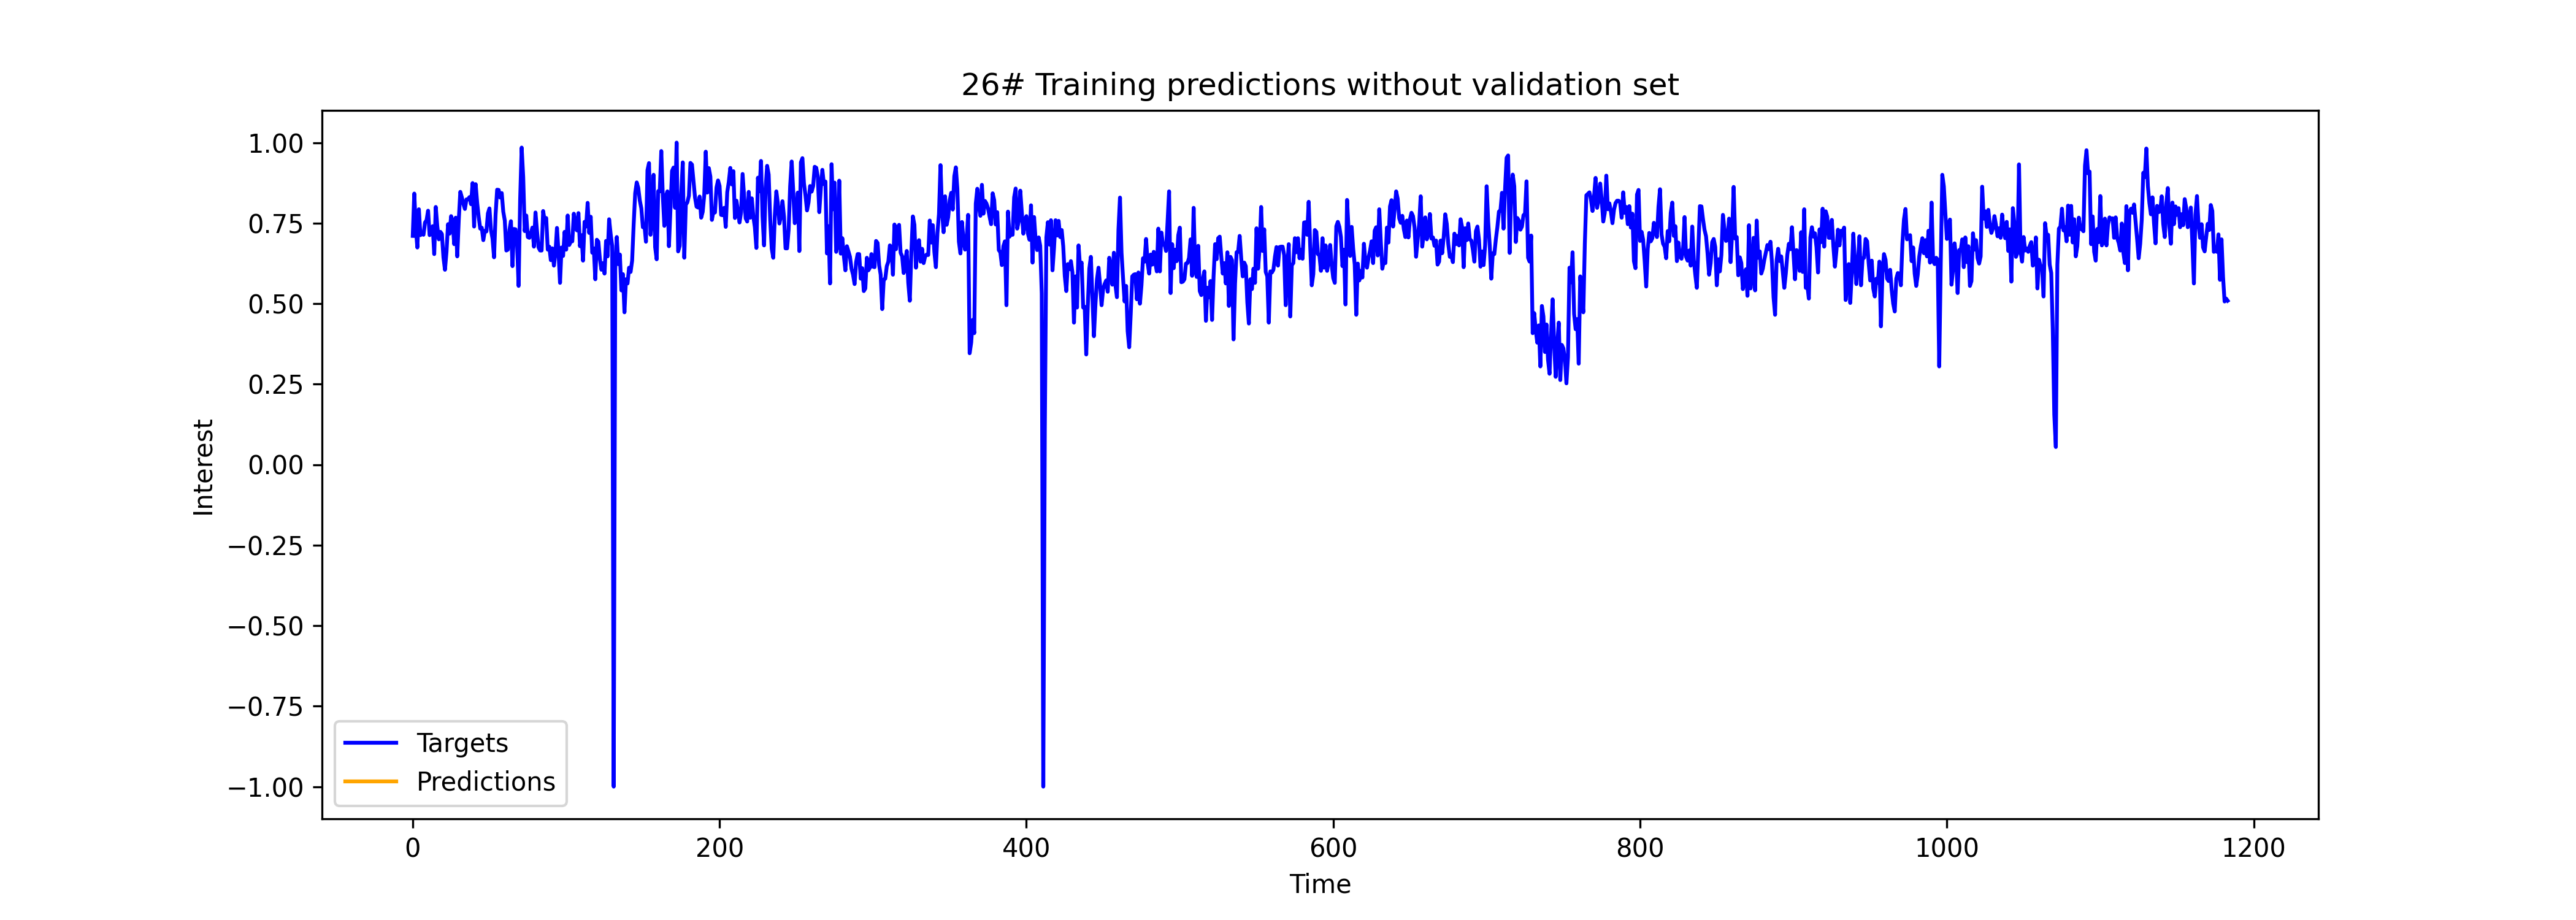 26# Training predictions without validation set
1.00
0.75
0.50
0.25
0.00
−0.25
−0.50
−0.75
−1.00
Interest
Targets
Predictions
0 200 400 600 800 1000 1200
Time